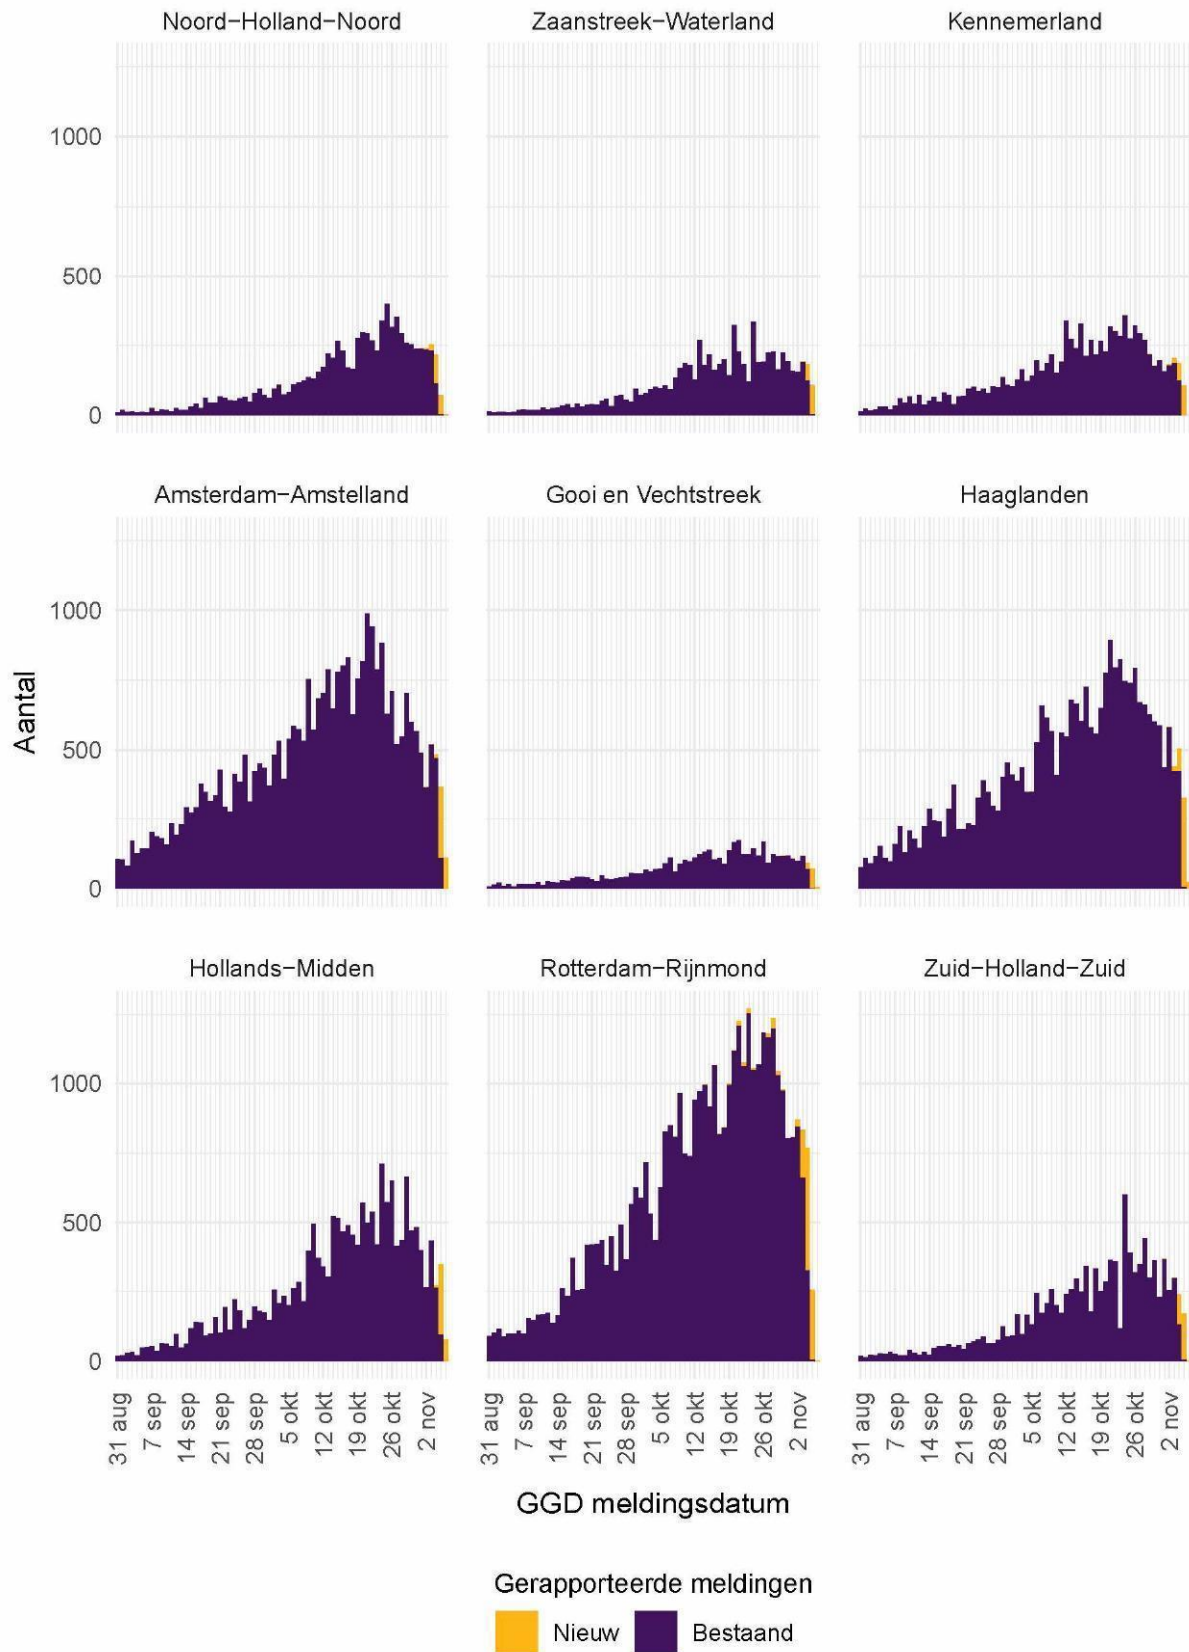 Noord−Holland−Noord
Zaanstreek−Waterland
Kennemerland
1000
500
0
Amsterdam−Amstelland
Gooi en Vechtstreek
Haaglanden
1000
500
0
Aantal
Hollands−Midden
Rotterdam−Rijnmond
Zuid−Holland−Zuid
1000
500
0
31 aug
7 sep
14 sep
21 sep
28 sep
5 okt
12 okt
19 okt
26 okt
2 nov
31 aug
7 sep
14 sep
21 sep
28 sep
5 okt
12 okt
19 okt
26 okt
2 nov
31 aug
7 sep
14 sep
21 sep
28 sep
5 okt
12 okt
19 okt
26 okt
2 nov
GGD meldingsdatum
Gerapporteerde meldingen
Nieuw
Bestaand